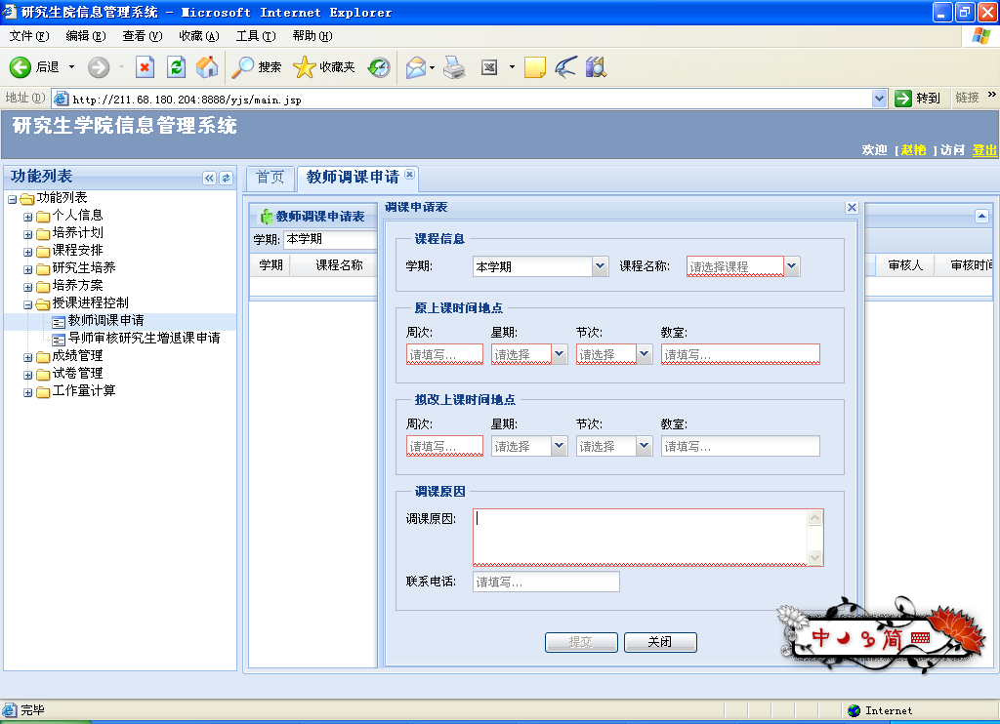 研究生院信息管理系统 - Microsoft Internet Explorer
文件(F) 编辑(E) 查看(V) 收藏(A) 工具(T) 帮助(H)
后退 搜索 收藏夹
地址(D) http://211.68.180.204:8888/yjs/main.jsp 转到 链接 »
研究生学院信息管理系统
欢迎 [赵艳 ]访问 登出
功能列表
功能列表
个人信息
培养计划
课程安排
研究生培养
培养方案
授课进程控制
教师调课申请
导师审核研究生增退课申请
成绩管理
试卷管理
工作量计算
首页 教师调课申请
教师调课申请表
学期: 本学期
学期 课程名称 审核人 审核时间
调课申请表
课程信息
学期: 本学期 课程名称: 请选择课程
原上课时间地点
周次: 星期: 节次: 教室:
请填写... 请选择 请选择 请填写...
拟改上课时间地点
周次: 星期: 节次: 教室:
请填写... 请选择 请选择 请填写...
调课原因
调课原因:
联系电话: 请填写...
提交 关闭
中 简
完毕 Internet